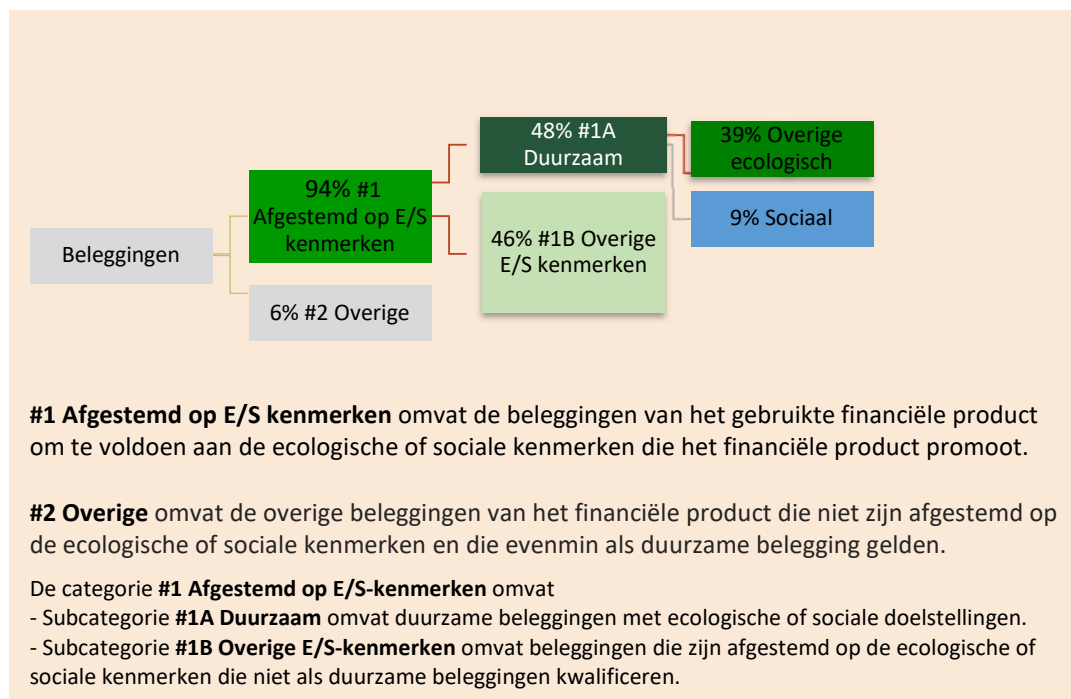 Beleggingen
94% #1
Afgestemd op E/S
kenmerken
6% #2 Overige
48% #1A
Duurzaam
46% #1B Overige
E/S kenmerken
39% Overige
ecologisch
9% Sociaal
#1 Afgestemd op E/S kenmerken omvat de beleggingen van het gebruikte financiële product
om te voldoen aan de ecologische of sociale kenmerken die het financiële product promoot.
#2 Overige omvat de overige beleggingen van het financiële product die niet zijn afgestemd op
de ecologische of sociale kenmerken en die evenmin als duurzame belegging gelden.
De categorie #1 Afgestemd op E/S-kenmerken omvat
- Subcategorie #1A Duurzaam omvat duurzame beleggingen met ecologische of sociale doelstellingen.
- Subcategorie #1B Overige E/S-kenmerken omvat beleggingen die zijn afgestemd op de ecologische of
sociale kenmerken die niet als duurzame beleggingen kwalificeren.